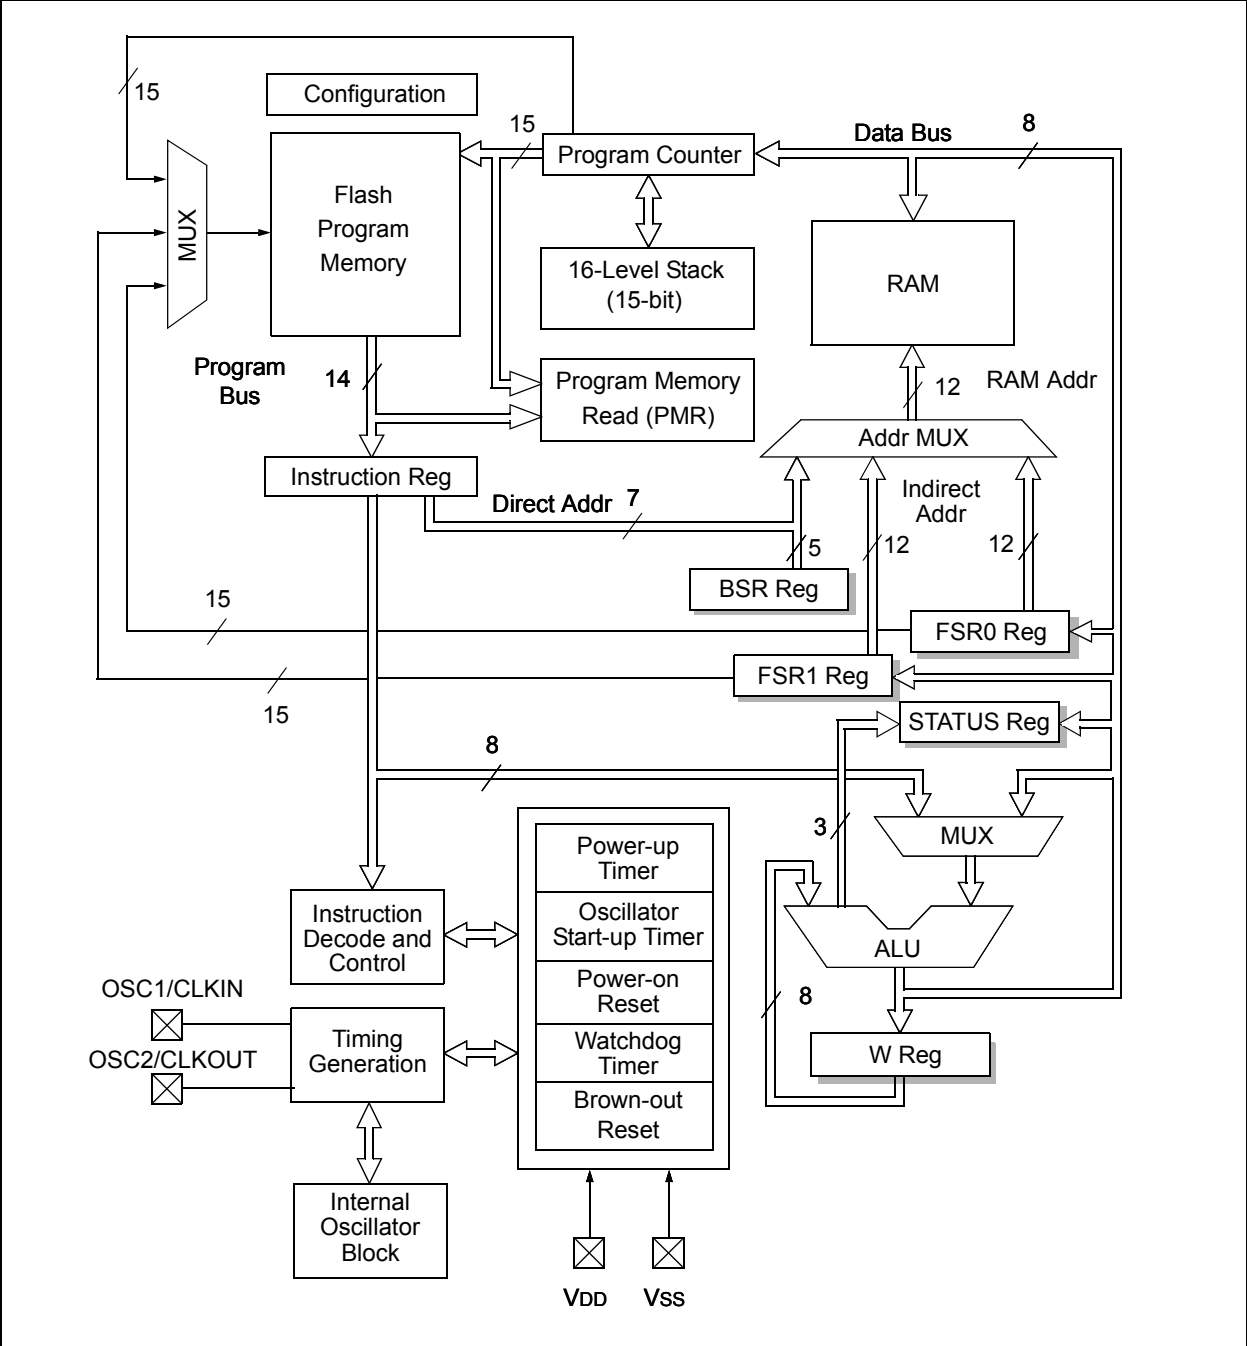 15
Configuration
15
Program Counter
Data Bus
8
MUX
Flash
Program
Memory
16-Level Stack
(15-bit)
RAM
Program
Bus
14
Program Memory
Read (PMR)
12
RAM Addr
Addr MUX
Instruction Reg
Direct Addr
7
Indirect
Addr
5
12
12
BSR Reg
15
FSR0 Reg
FSR1 Reg
15
STATUS Reg
8
3
MUX
Power-up
Timer
Instruction
Decode and
Control
Oscillator
Start-up Timer
ALU
Power-on
Reset
8
OSC1/CLKIN
Timing
Generation
Watchdog
Timer
W Reg
OSC2/CLKOUT
Brown-out
Reset
Internal
Oscillator
Block
VDD
VSS